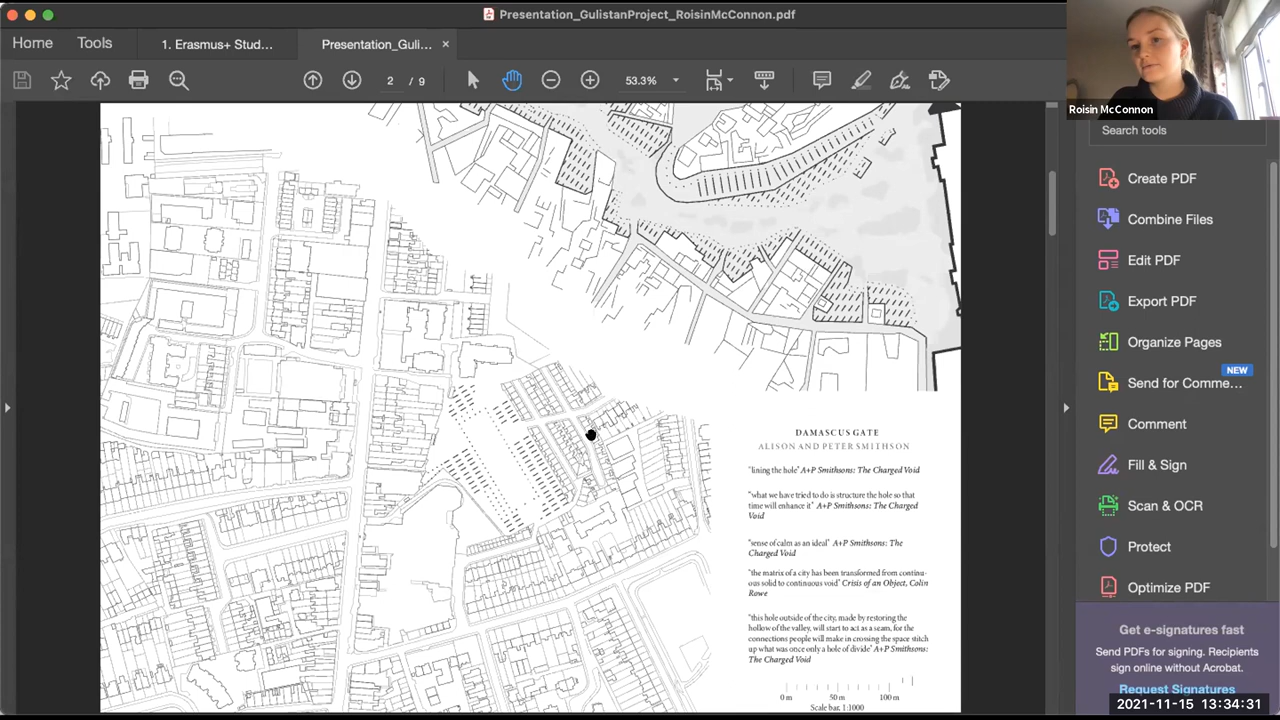 Presentation_GulistanProject_RoisinMcConnon.pdf
Home
Tools
1. Erasmus+ Stud...
Presentation_Guli...
×
2 / 9
53.3%
Roisin McConnon
Search tools
Create PDF
Combine Files
Edit PDF
Export PDF
Organize Pages
NEW
Send for Comme...
Comment
Fill & Sign
Scan & OCR
Protect
Optimize PDF
Get e-signatures fast
Send PDFs for signing. Recipients
sign online without Acrobat.
Request Signatures
2021-11-15 13:34:31
DAMASCUS GATE
ALISON AND PETER SMITHSON
"lining the hole" A+P Smithsons: The Charged Void
"what we have tried to do is structure the hole so that
time will enhance it" A+P Smithsons: The Charged
Void
"sense of calm as an ideal" A+P Smithsons: The
Charged Void
"the matrix of a city has been transformed from continu-
ous solid to continuous void" Crisis of an Object, Colin
Rowe
"this hole outside of the city, made by restoring the
hollow of the valley, will start to act as a seam, for the
connections people will make in crossing the space stitch
up what was once only a hole of divide" A+P Smithsons:
The Charged Void
0 m 50 m 100 m
Scale bar, 1:1000